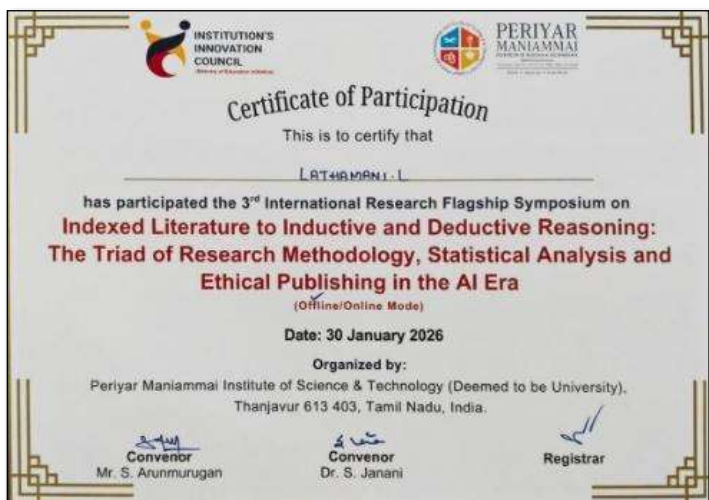 INSTITUTION'S
INNOVATION
COUNCIL
(Ministry of Education Initiative)
PERIYAR
MANIAMMAI
Certificate of Participation
This is to certify that
LATHAMANI.L
has participated the 3rd International Research Flagship Symposium on
Indexed Literature to Inductive and Deductive Reasoning:
The Triad of Research Methodology, Statistical Analysis and
Ethical Publishing in the AI Era
(Offline/Online Mode)
Date: 30 January 2026
Organized by:
Periyar Maniammai Institute of Science & Technology (Deemed to be University),
Thanjavur 613 403, Tamil Nadu, India.
Convenor
Mr. S. Arunmurugan
Convenor
Dr. S. Janani
Registrar